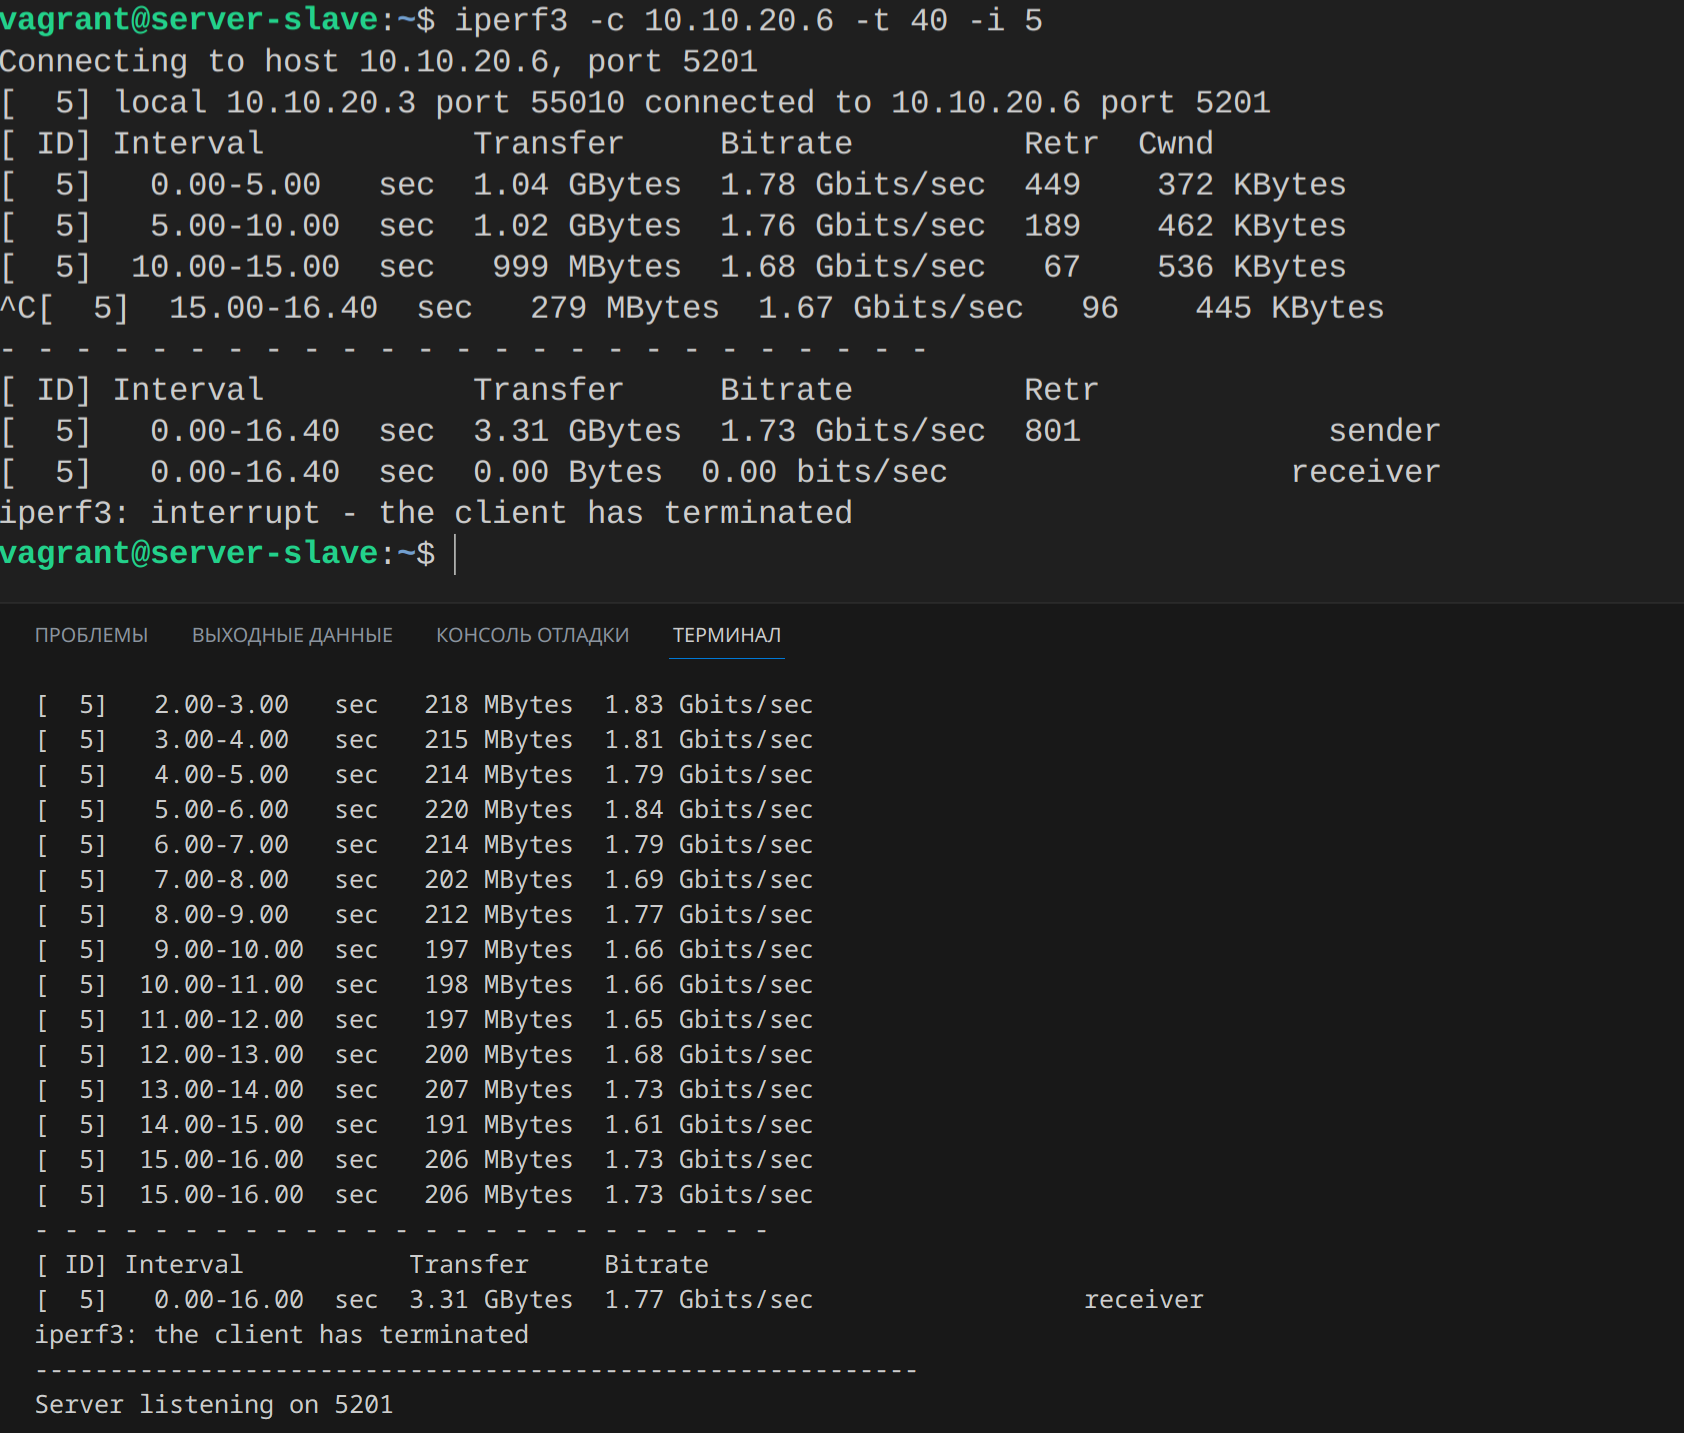 vagrant@server-slave:~$ iperf3 -c 10.10.20.6 -t 40 -i 5
Connecting to host 10.10.20.6, port 5201
[  5] local 10.10.20.3 port 55010 connected to 10.10.20.6 port 5201
[ ID] Interval           Transfer     Bitrate         Retr  Cwnd
[  5]   0.00-5.00   sec  1.04 GBytes  1.78 Gbits/sec  449    372 KBytes
[  5]   5.00-10.00  sec  1.02 GBytes  1.76 Gbits/sec  189    462 KBytes
[  5]  10.00-15.00  sec   999 MBytes  1.68 Gbits/sec   67    536 KBytes
^C[  5]  15.00-16.40  sec   279 MBytes  1.67 Gbits/sec   96    445 KBytes
- - - - - - - - - - - - - - - - - - - - - - - - -
[ ID] Interval           Transfer     Bitrate         Retr
[  5]   0.00-16.40  sec  3.31 GBytes  1.73 Gbits/sec  801             sender
[  5]   0.00-16.40  sec  0.00 Bytes  0.00 bits/sec                  receiver
iperf3: interrupt - the client has terminated
vagrant@server-slave:~$
ПРОБЛЕМЫ ВЫХОДНЫЕ ДАННЫЕ КОНСОЛЬ ОТЛАДКИ ТЕРМИНАЛ
[  5]   2.00-3.00   sec   218 MBytes  1.83 Gbits/sec
[  5]   3.00-4.00   sec   215 MBytes  1.81 Gbits/sec
[  5]   4.00-5.00   sec   214 MBytes  1.79 Gbits/sec
[  5]   5.00-6.00   sec   220 MBytes  1.84 Gbits/sec
[  5]   6.00-7.00   sec   214 MBytes  1.79 Gbits/sec
[  5]   7.00-8.00   sec   202 MBytes  1.69 Gbits/sec
[  5]   8.00-9.00   sec   212 MBytes  1.77 Gbits/sec
[  5]   9.00-10.00  sec   197 MBytes  1.66 Gbits/sec
[  5]  10.00-11.00  sec   198 MBytes  1.66 Gbits/sec
[  5]  11.00-12.00  sec   197 MBytes  1.65 Gbits/sec
[  5]  12.00-13.00  sec   200 MBytes  1.68 Gbits/sec
[  5]  13.00-14.00  sec   207 MBytes  1.73 Gbits/sec
[  5]  14.00-15.00  sec   191 MBytes  1.61 Gbits/sec
[  5]  15.00-16.00  sec   206 MBytes  1.73 Gbits/sec
[  5]  15.00-16.00  sec   206 MBytes  1.73 Gbits/sec
- - - - - - - - - - - - - - - - - - - - - - - - -
[ ID] Interval           Transfer     Bitrate
[  5]   0.00-16.00  sec  3.31 GBytes  1.77 Gbits/sec                  receiver
iperf3: the client has terminated
-----------------------------------------------------------
Server listening on 5201